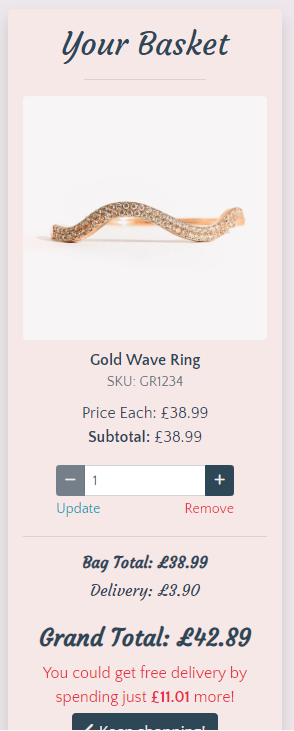 Your Basket
Gold Wave Ring
SKU: GR1234
Price Each: £38.99
Subtotal: £38.99
− 1 +
Update Remove
Bag Total: £38.99
Delivery: £3.90
Grand Total: £42.89
You could get free delivery by
spending just £11.01 more!
Keep shopping!